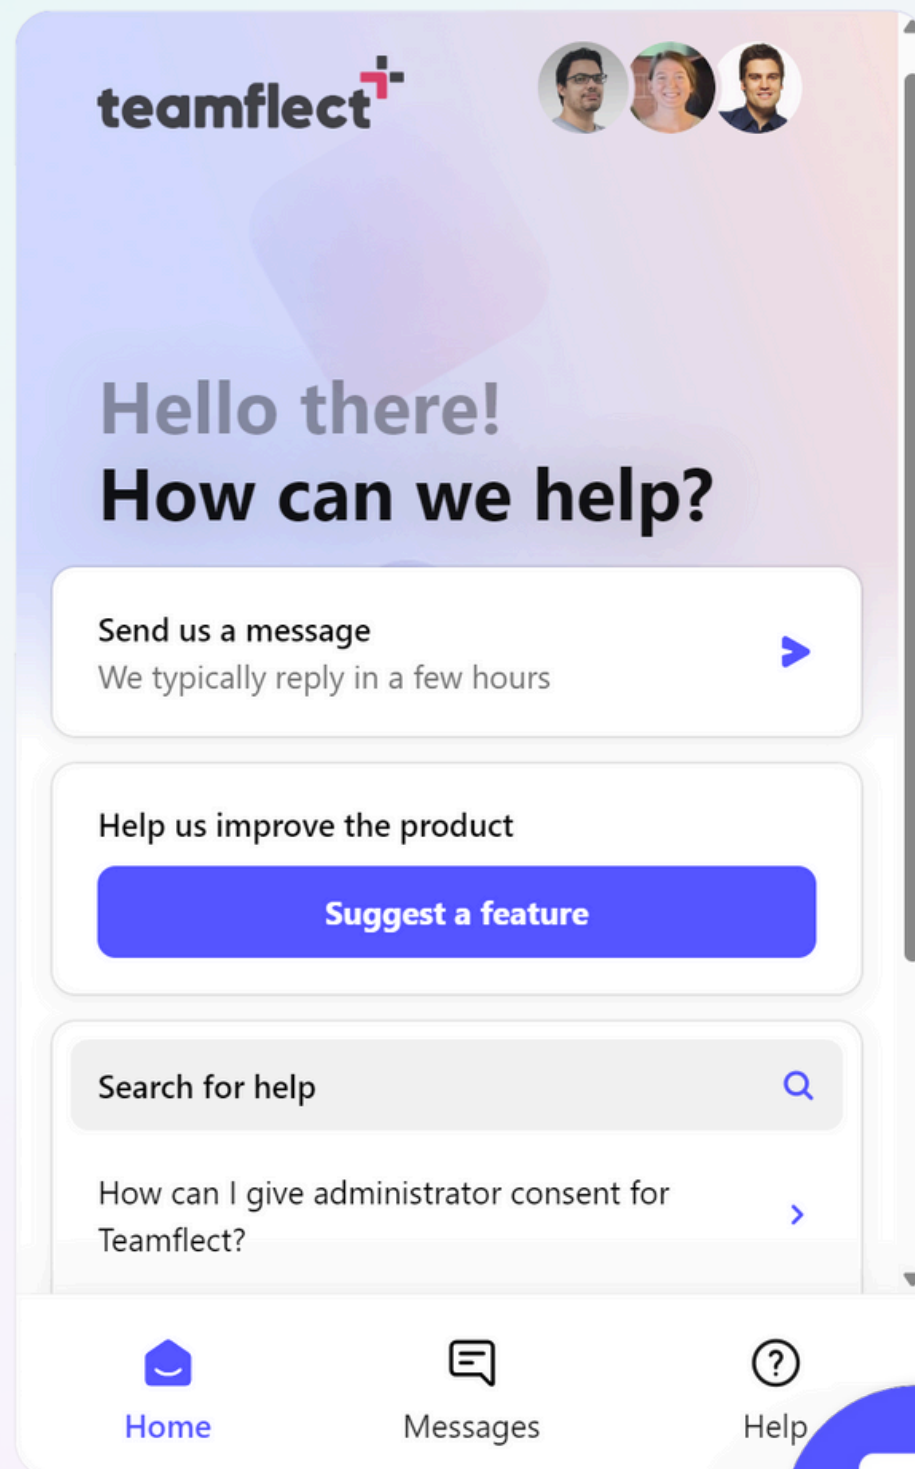 teamflect
Hello there!
How can we help?
Send us a message
We typically reply in a few hours
Help us improve the product
Suggest a feature
Search for help
How can I give administrator consent for
Teamflect?
Home
Messages
Help